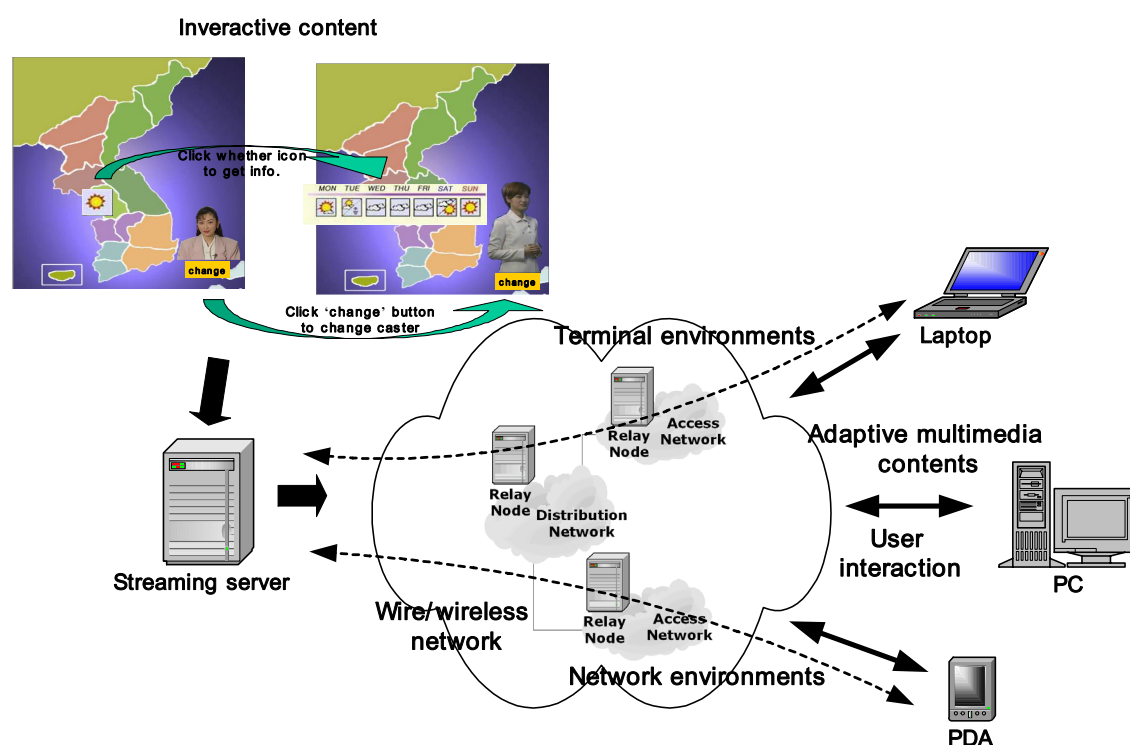 Inveractive content
Click whether icon
to get info.
MON TUE WED THU FRI SAT SUN
change
change
Click ‘change’ button
to change caster
Terminal environments
Laptop
Relay
Node
Access
Network
Adaptive multimedia
contents
Relay
Node
Distribution
Network
User
interaction
Streaming server
PC
Wire/wireless
network
Relay
Node
Access
Network
Network environments
PDA